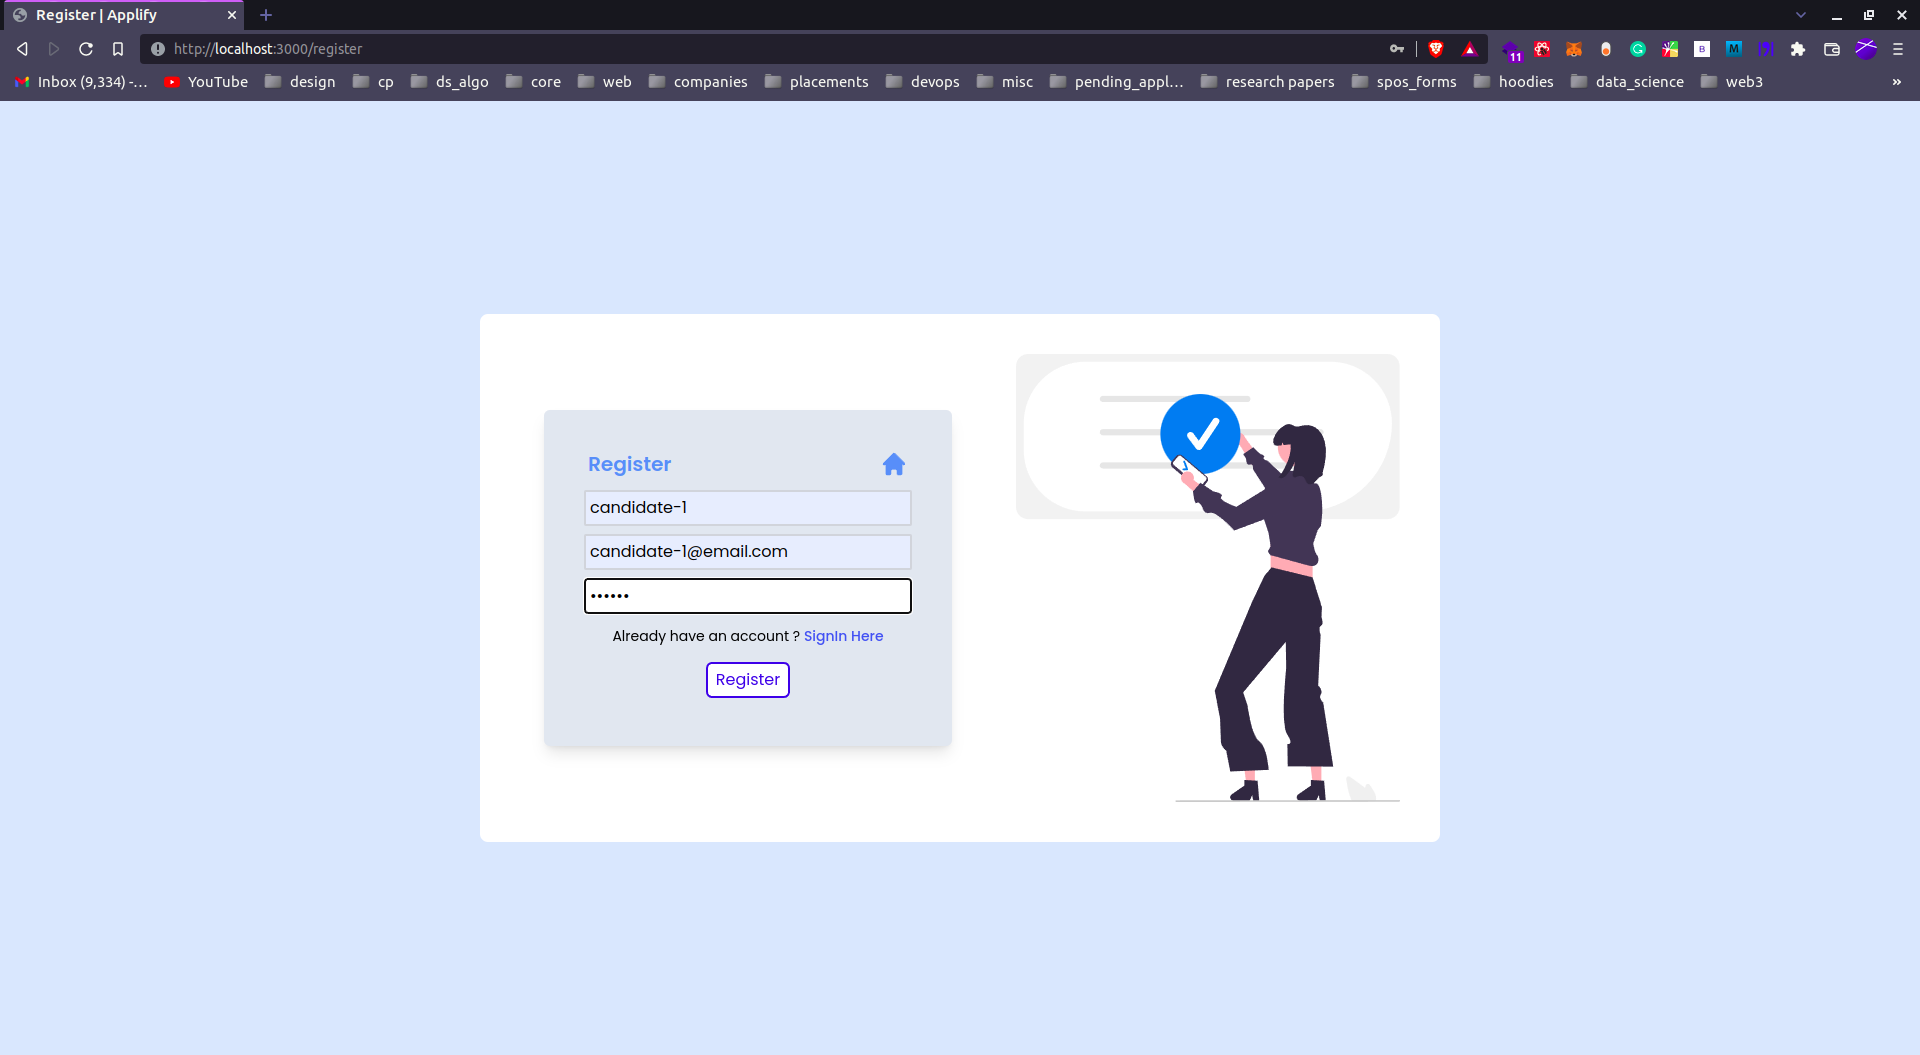 Register | Applify
http://localhost:3000/register
11
B
M
Inbox (9,334) -... YouTube design cp ds_algo core web companies placements devops misc pending_appl... research papers spos_forms hoodies data_science web3 »
Register
candidate-1
candidate-1@email.com
••••••
Already have an account ? SignIn Here
Register